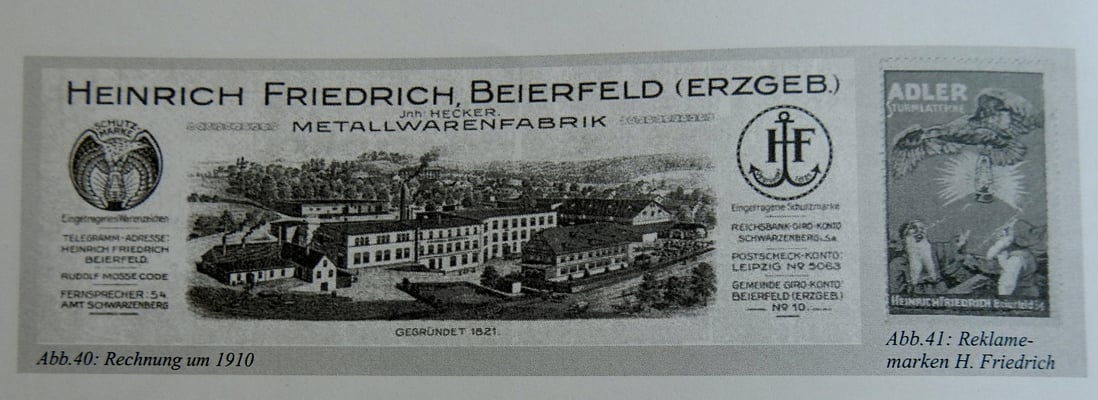 HEINRICH FRIEDRICH, BEIERFELD (ERZGEB.)
Jnh: HECKER.
METALLWARENFABRIK
SCHUTZ
MARKE
Eingetragenes Warenzeichen
TELEGRAMM-ADRESSE:
HEINRICH FRIEDRICH
BEIERFELD.
RUDOLF MOSSE CODE
FERNSPRECHER: 54
AMT SCHWARZENBERG
HF
Eingetragene Schutzmarke
REICHSBANK-GIRO-KONTO
SCHWARZENBERG i. Sa.
POSTSCHECK-KONTO:
LEIPZIG No 5063
GEMEINDE GIRO-KONTO
BEIERFELD (ERZGEB.)
No 10.
GEGRÜNDET 1821.
Abb.40: Rechnung um 1910
ADLER
STURMLATERNE
HEINRICH FRIEDRICH Beierfeld
Abb.41: Reklame-
marken H. Friedrich